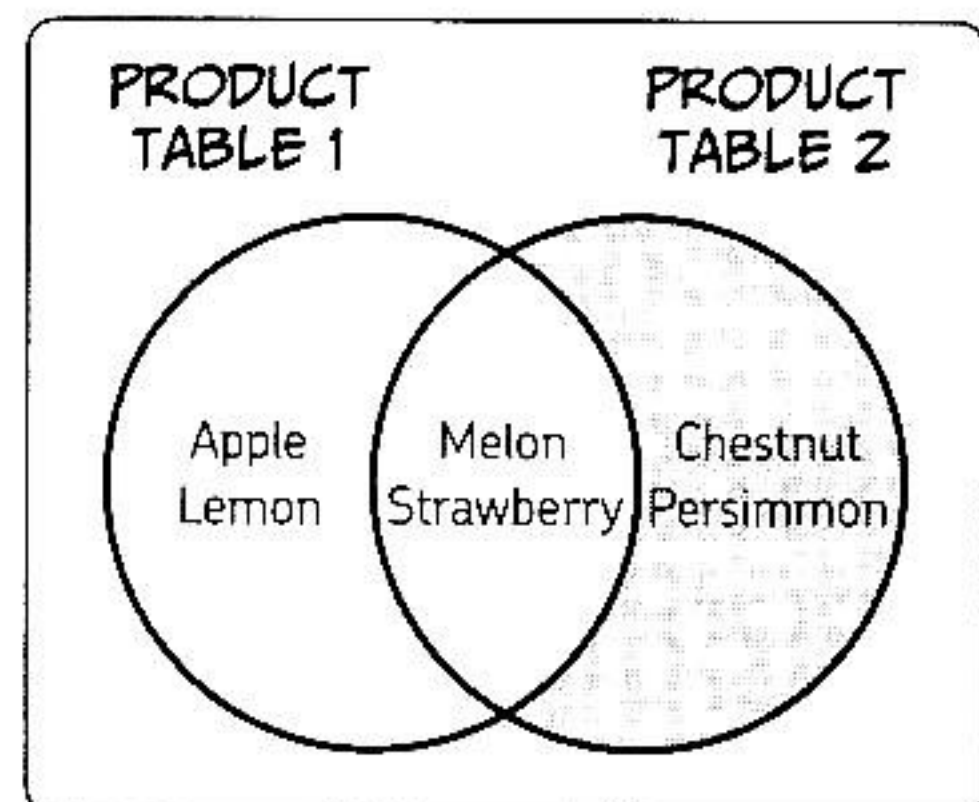 PRODUCT
TABLE 1
PRODUCT
TABLE 2
Apple
Lemon
Melon
Strawberry
Chestnut
Persimmon